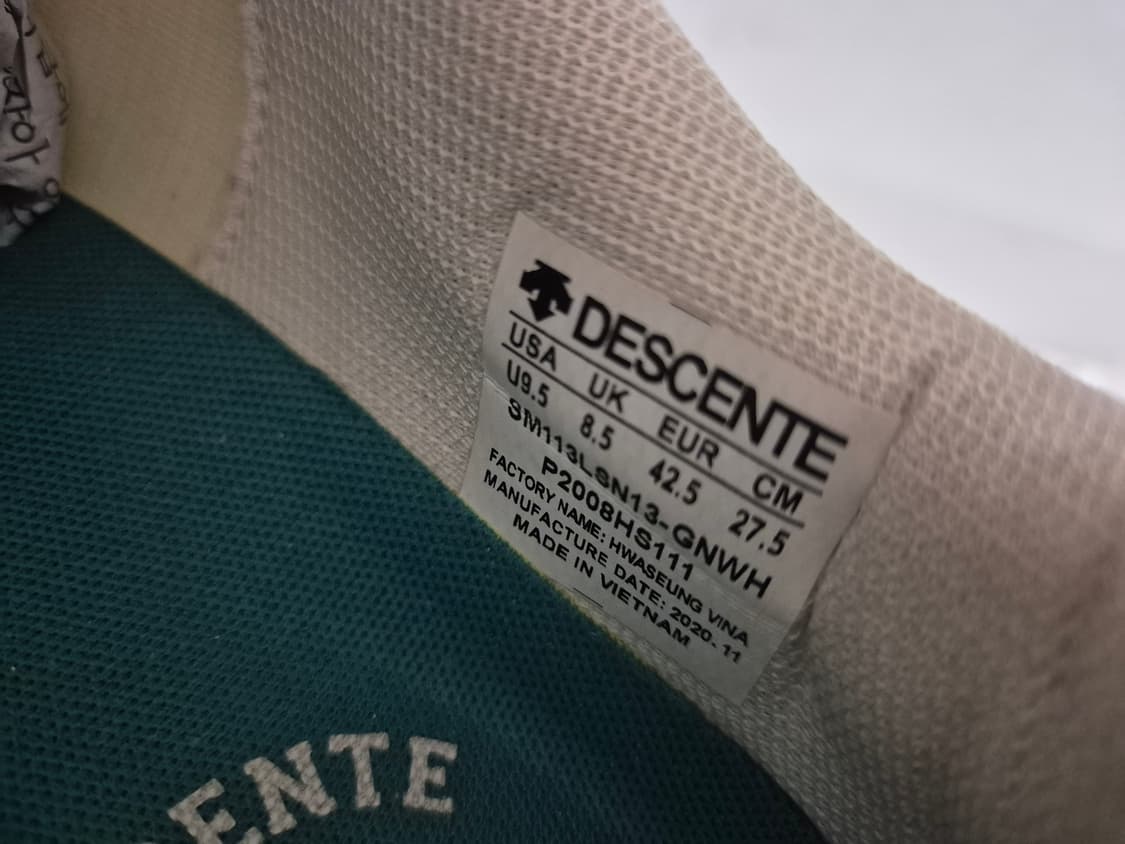 DESCENTE
USA UK EUR CM
U9.5 8.5 42.5 27.5
SM113LSN13-GNWH
P2008HS111
FACTORY NAME: HWASEUNG VINA
MANUFACTURE DATE: 2020-11
MADE IN VIETNAM
ENTE